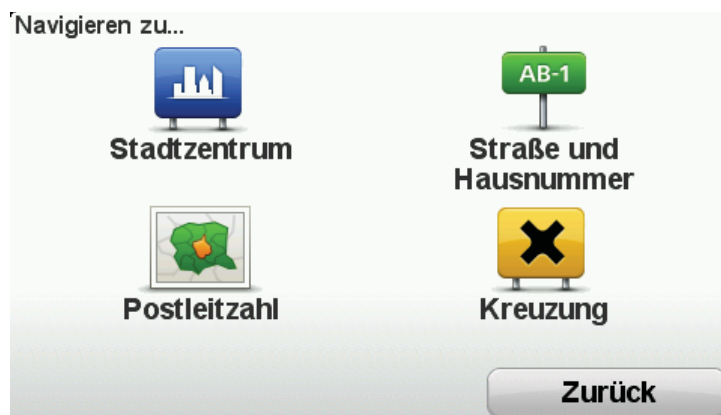 Navigieren zu...
AB-1
Stadtzentrum
Straße und
Hausnummer
Postleitzahl
Kreuzung
Zurück